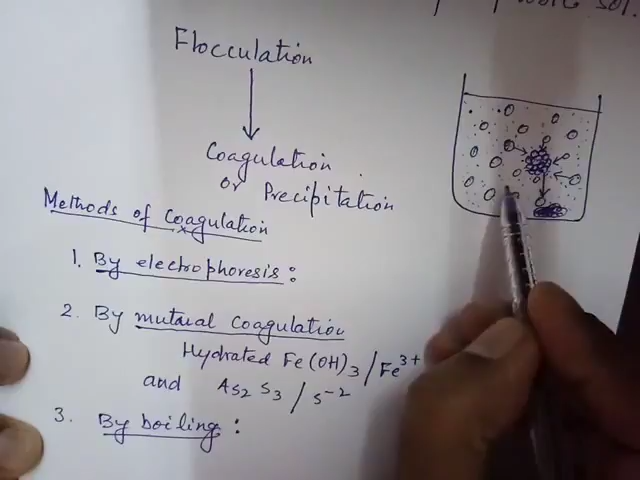 sol.
Flocculation
Coagulation
or Precipitation
Methods of Coagulation
1. By electrophoresis:
2. By mutual coagulation
Hydrated Fe(OH)3/Fe3+
and As2S3/S-2
3. By boiling: